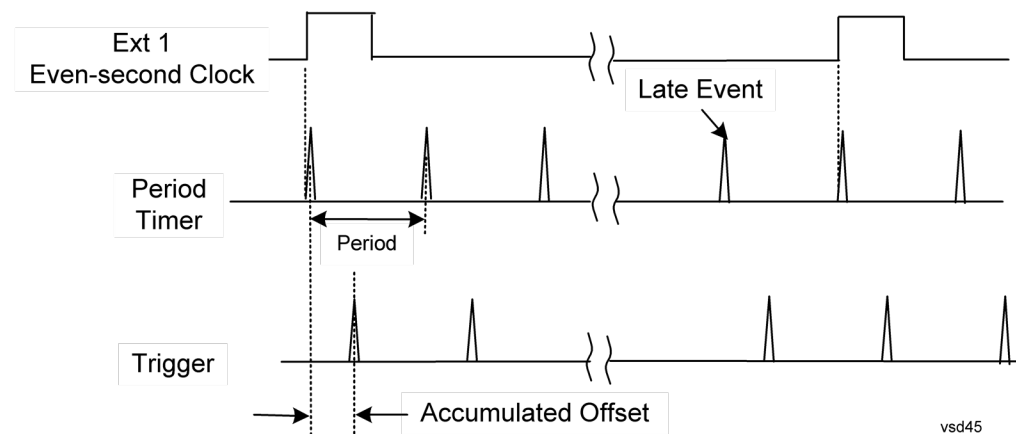 Ext 1
Even-second Clock
Late Event
Period
Timer
Period
Trigger
Accumulated Offset
vsd45